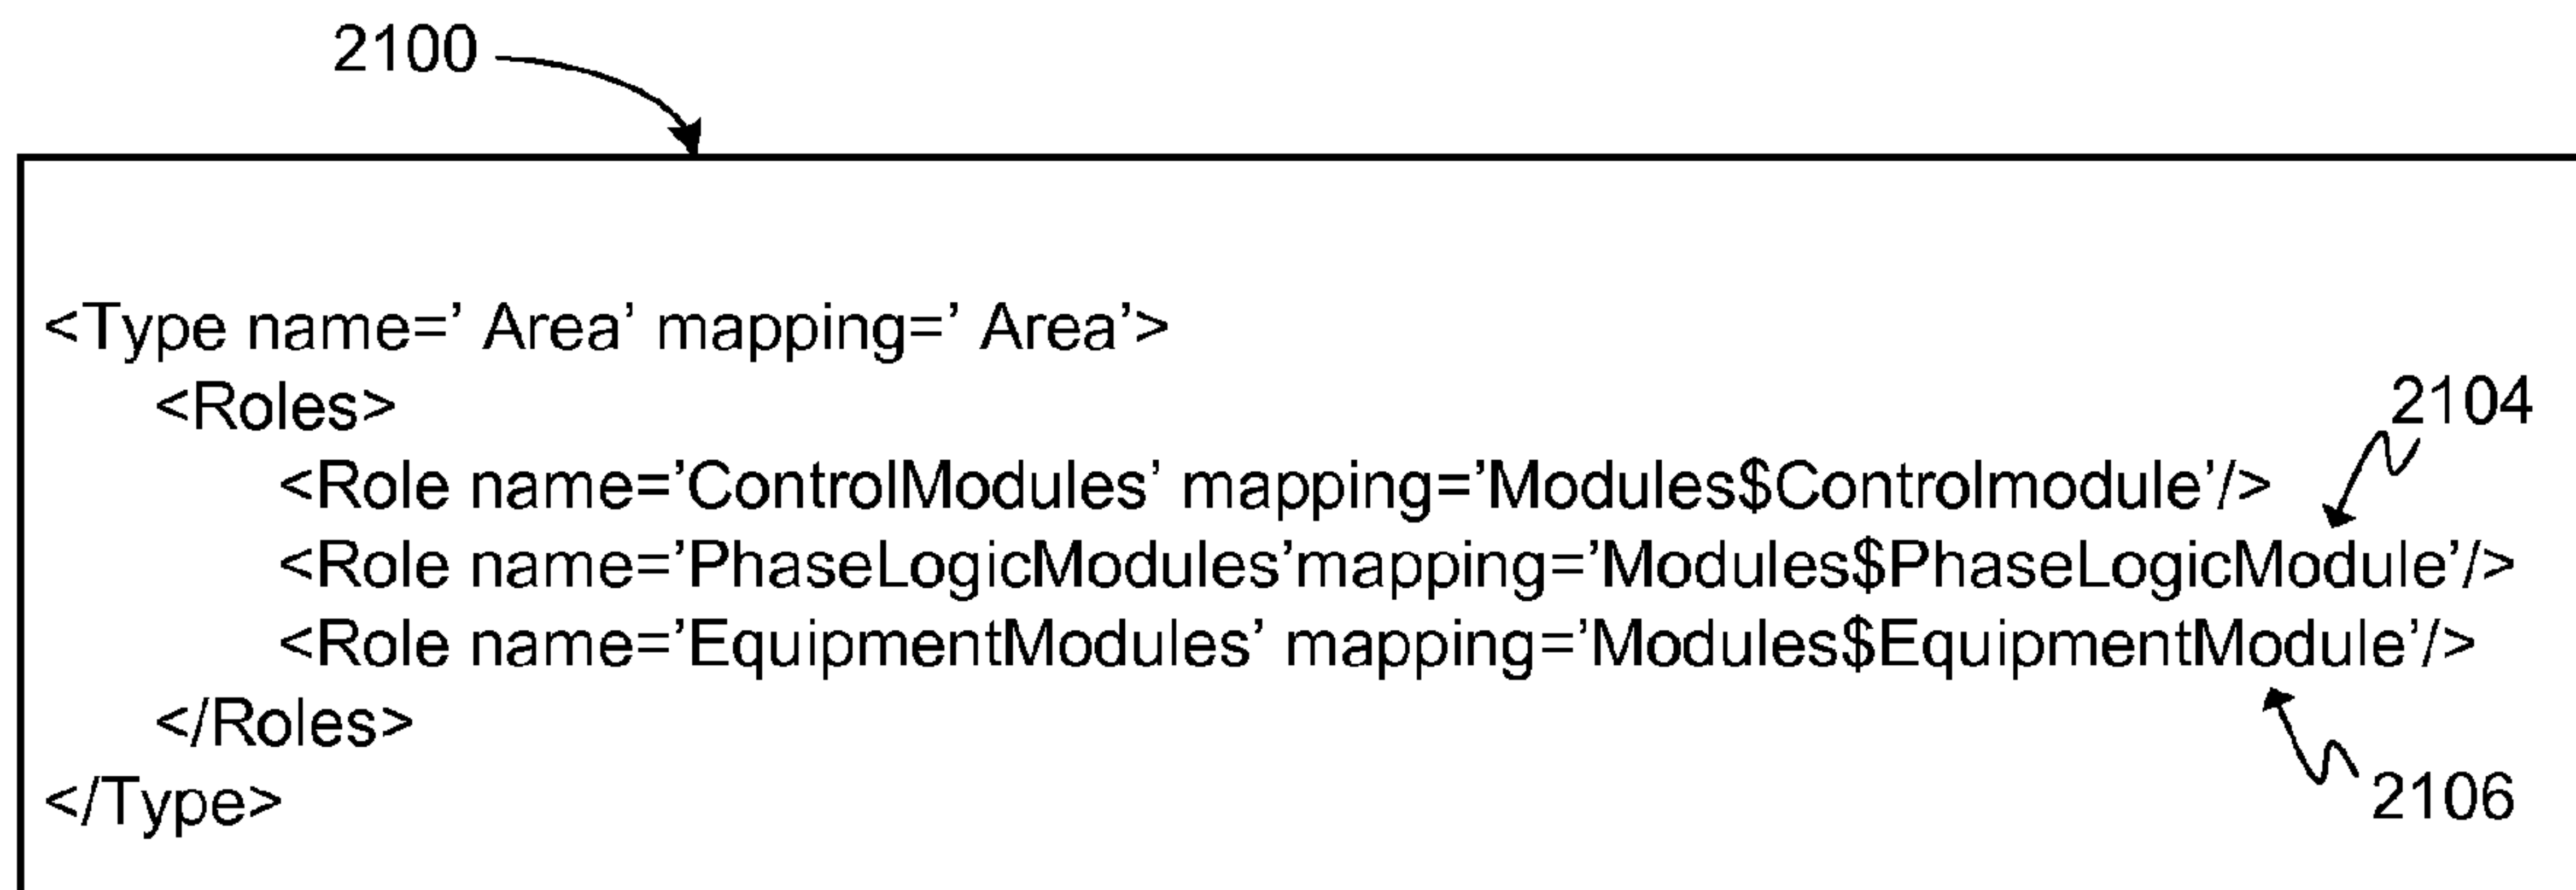 2100
<Type name=’ Area’ mapping=’ Area’>
<Roles>
2104
<Role name=’ControlModules’ mapping=’Modules$Controlmodule’/>
<Role name=’PhaseLogicModules’mapping=’Modules$PhaseLogicModule’/>
<Role name=’EquipmentModules’ mapping=’Modules$EquipmentModule’/>
</Roles>
</Type>
2106